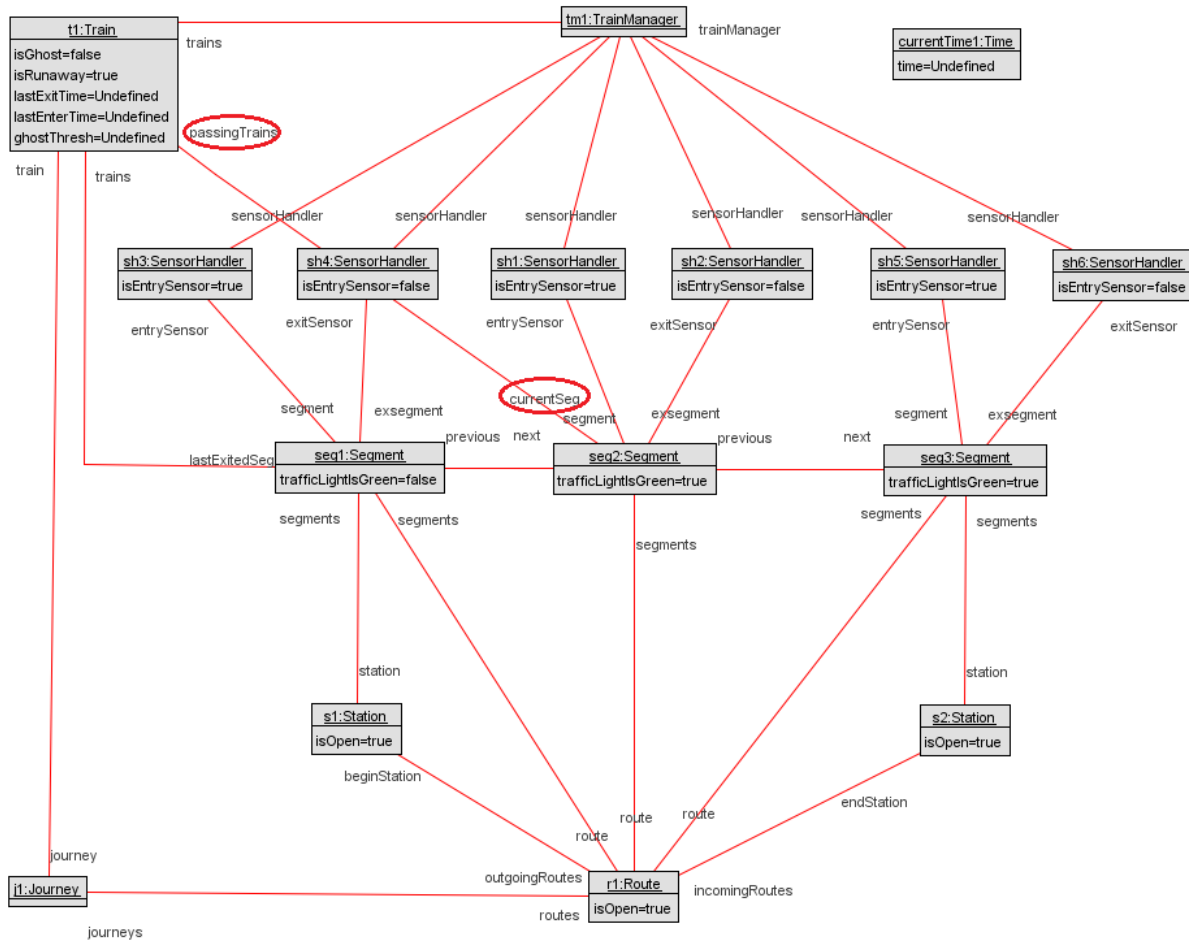 t1:Train
isGhost=false
isRunaway=true
lastExitTime=Undefined
lastEnterTime=Undefined
ghostThresh=Undefined
trains
tm1:TrainManager
trainManager
currentTime1:Time
time=Undefined
passingTrains
train
trains
sensorHandler
sensorHandler
sensorHandler
sensorHandler
sensorHandler
sensorHandler
sh3:SensorHandler
isEntrySensor=true
sh4:SensorHandler
isEntrySensor=false
sh1:SensorHandler
isEntrySensor=true
sh2:SensorHandler
isEntrySensor=false
sh5:SensorHandler
isEntrySensor=true
sh6:SensorHandler
isEntrySensor=false
entrySensor
exitSensor
entrySensor
exitSensor
entrySensor
exitSensor
segment
exsegment
currentSeg
segment
exsegment
segment
exsegment
previous
next
previous
next
lastExitedSeg
seg1:Segment
trafficLightIsGreen=false
seg2:Segment
trafficLightIsGreen=true
seg3:Segment
trafficLightIsGreen=true
segments
segments
segments
segments
segments
station
station
s1:Station
isOpen=true
s2:Station
isOpen=true
beginStation
endStation
route
route
route
journey
j1:Journey
outgoingRoutes
r1:Route
isOpen=true
incomingRoutes
routes
journeys